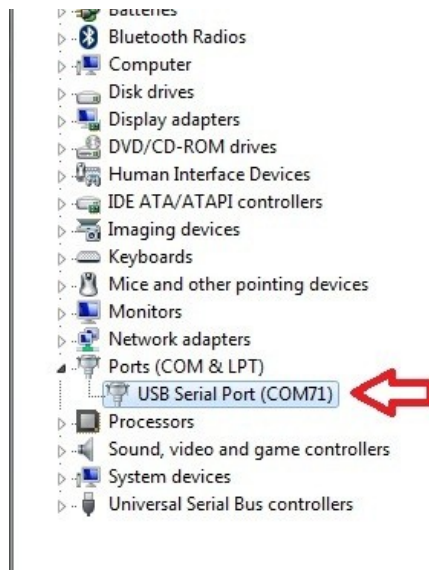 Batteries
Bluetooth Radios
Computer
Disk drives
Display adapters
DVD/CD-ROM drives
Human Interface Devices
IDE ATA/ATAPI controllers
Imaging devices
Keyboards
Mice and other pointing devices
Monitors
Network adapters
Ports (COM & LPT)
USB Serial Port (COM71)
Processors
Sound, video and game controllers
System devices
Universal Serial Bus controllers